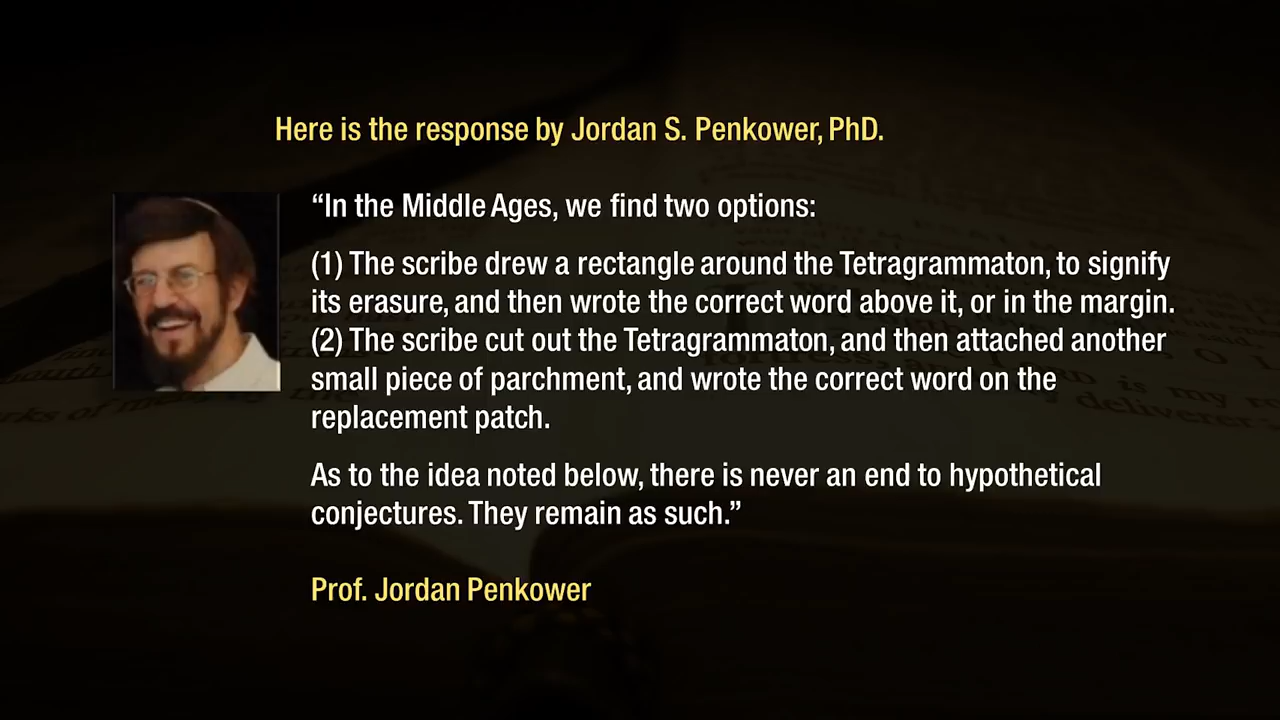 Here is the response by Jordan S. Penkower, PhD.
“In the Middle Ages, we find two options:
(1) The scribe drew a rectangle around the Tetragrammaton, to signify
its erasure, and then wrote the correct word above it, or in the margin.
(2) The scribe cut out the Tetragrammaton, and then attached another
small piece of parchment, and wrote the correct word on the
replacement patch.
As to the idea noted below, there is never an end to hypothetical
conjectures. They remain as such.”
Prof. Jordan Penkower